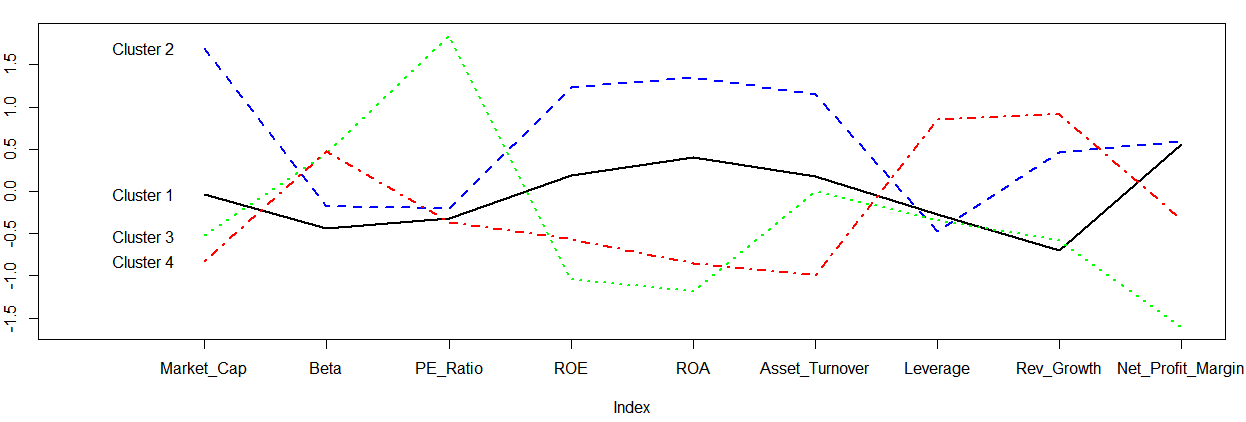 1.5
1.0
0.5
0.0
-0.5
-1.0
-1.5
Cluster 2
Cluster 1
Cluster 3
Cluster 4
Market_Cap Beta PE_Ratio ROE ROA Asset_Turnover Leverage Rev_Growth Net_Profit_Margin
Index